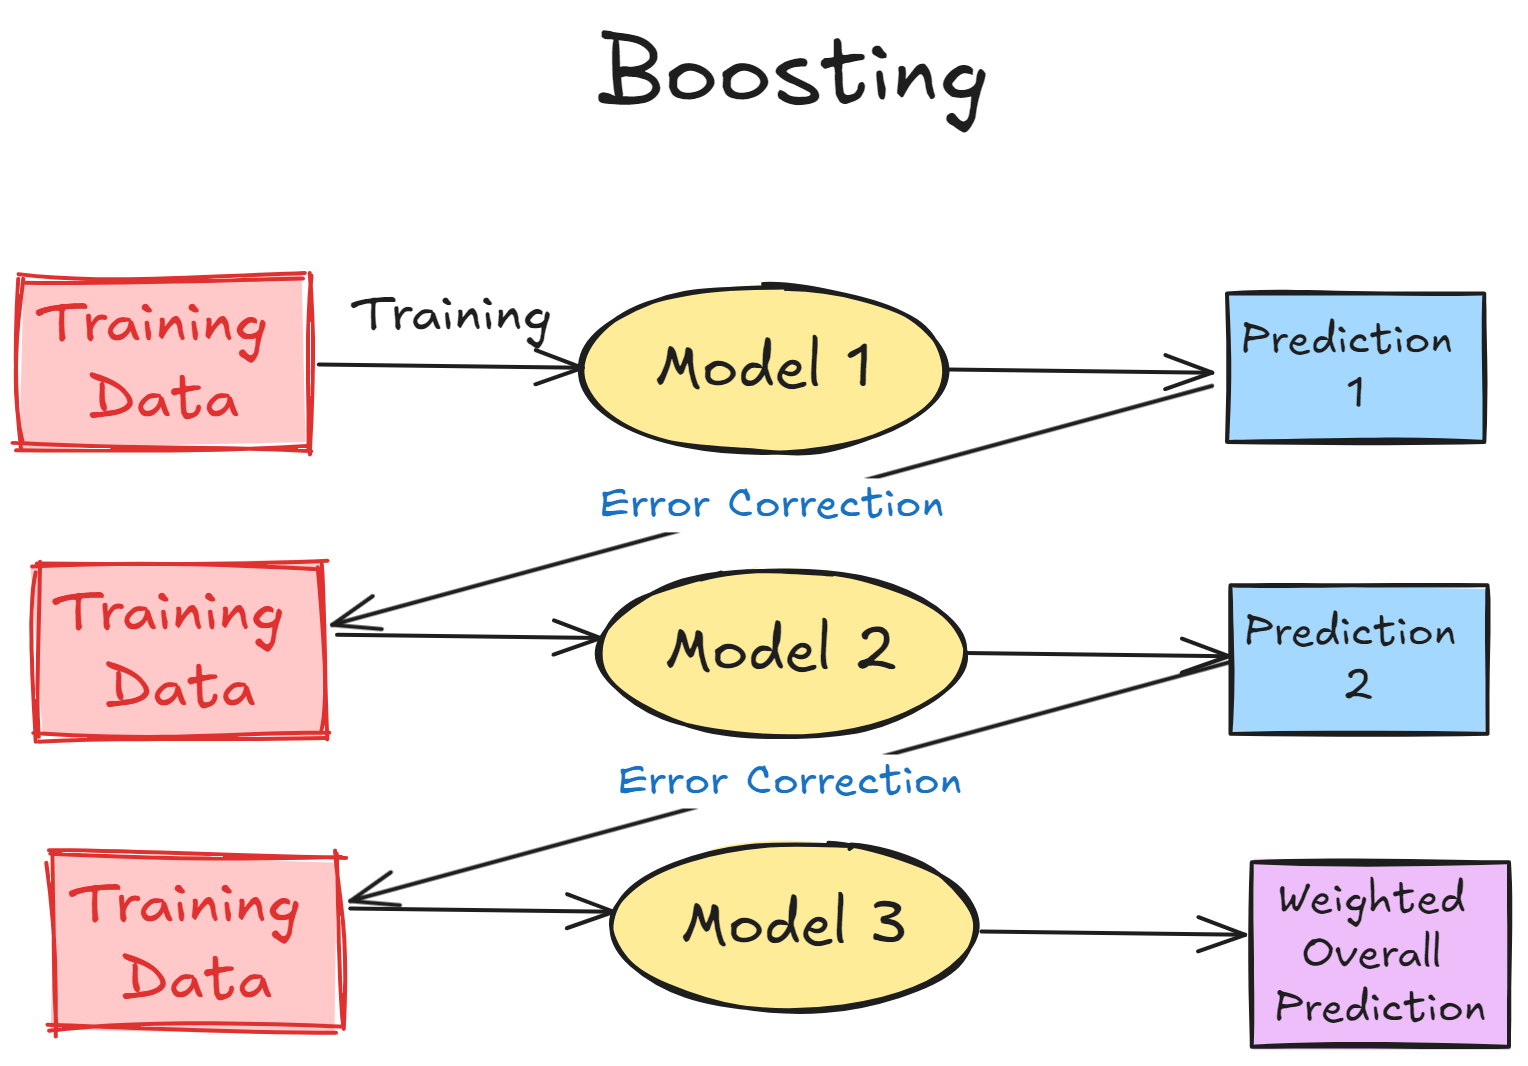 Boosting
Training
Data
Training
Model 1
Prediction
1
Error Correction
Training
Data
Model 2
Prediction
2
Error Correction
Training
Data
Model 3
Weighted
Overall
Prediction